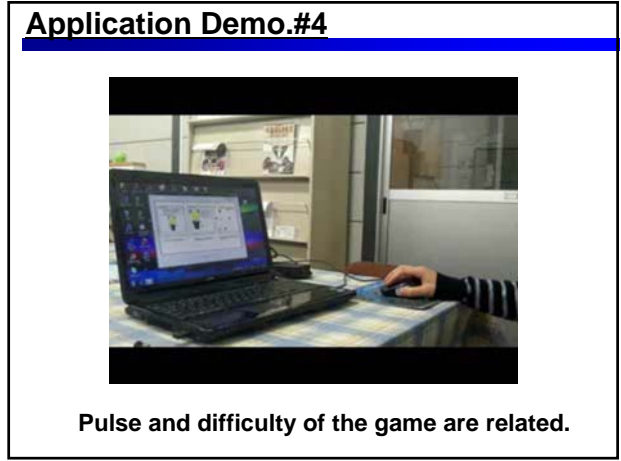 Application Demo.#4
Pulse and difficulty of the game are related.